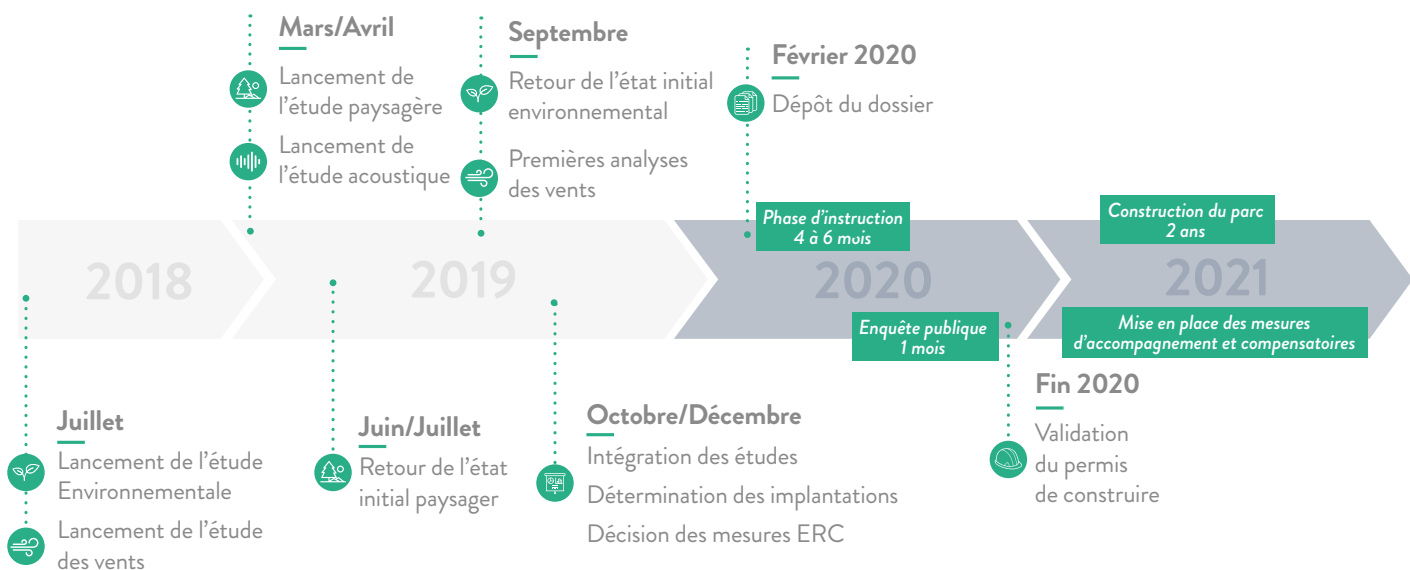 Mars/Avril
Lancement de
l'étude paysagère
Lancement de
l'étude acoustique
Septembre
Retour de l'état initial
environnemental
Premières analyses
des vents
Février 2020
Dépôt du dossier
Phase d'instruction
4 à 6 mois
Construction du parc
2 ans
2018
2019
2020
2021
Enquête publique
1 mois
Mise en place des mesures
d'accompagnement et compensatoires
Juillet
Lancement de l'étude
Environnementale
Lancement de l'étude
des vents
Juin/Juillet
Retour de l'état
initial paysager
Octobre/Décembre
Intégration des études
Détermination des implantations
Décision des mesures ERC
Fin 2020
Validation
du permis
de construire